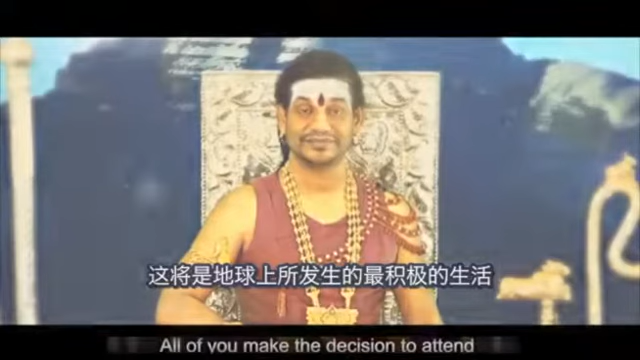 这将是地球上所发生的最积极的生活
All of you make the decision to attend